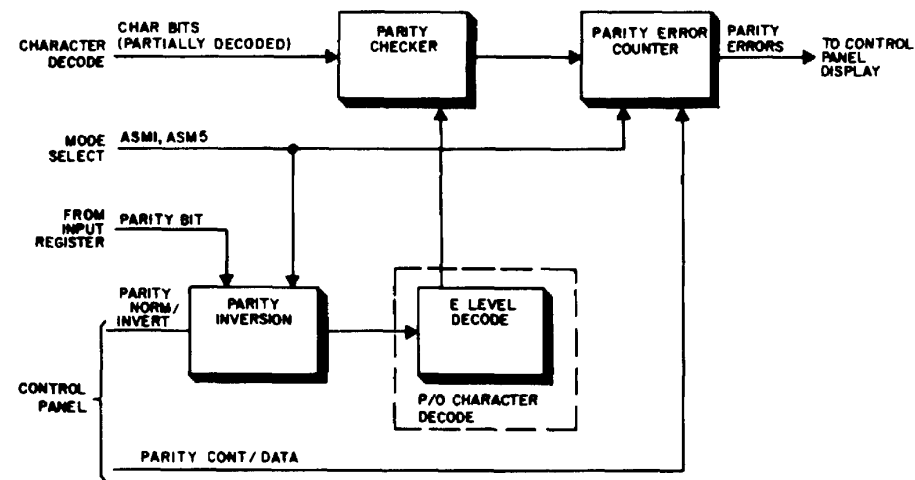 CHARACTER
DECODE
CHAR BITS
(PARTIALLY DECODED)
PARITY
CHECKER
PARITY ERROR
COUNTER
PARITY
ERRORS
TO CONTROL
PANEL
DISPLAY
MODE
SELECT
ASM1, ASM5
FROM
INPUT
REGISTER
PARITY BIT
PARITY
NORM/
INVERT
PARITY
INVERSION
E LEVEL
DECODE
P/O CHARACTER
DECODE
CONTROL
PANEL
PARITY CONT/DATA